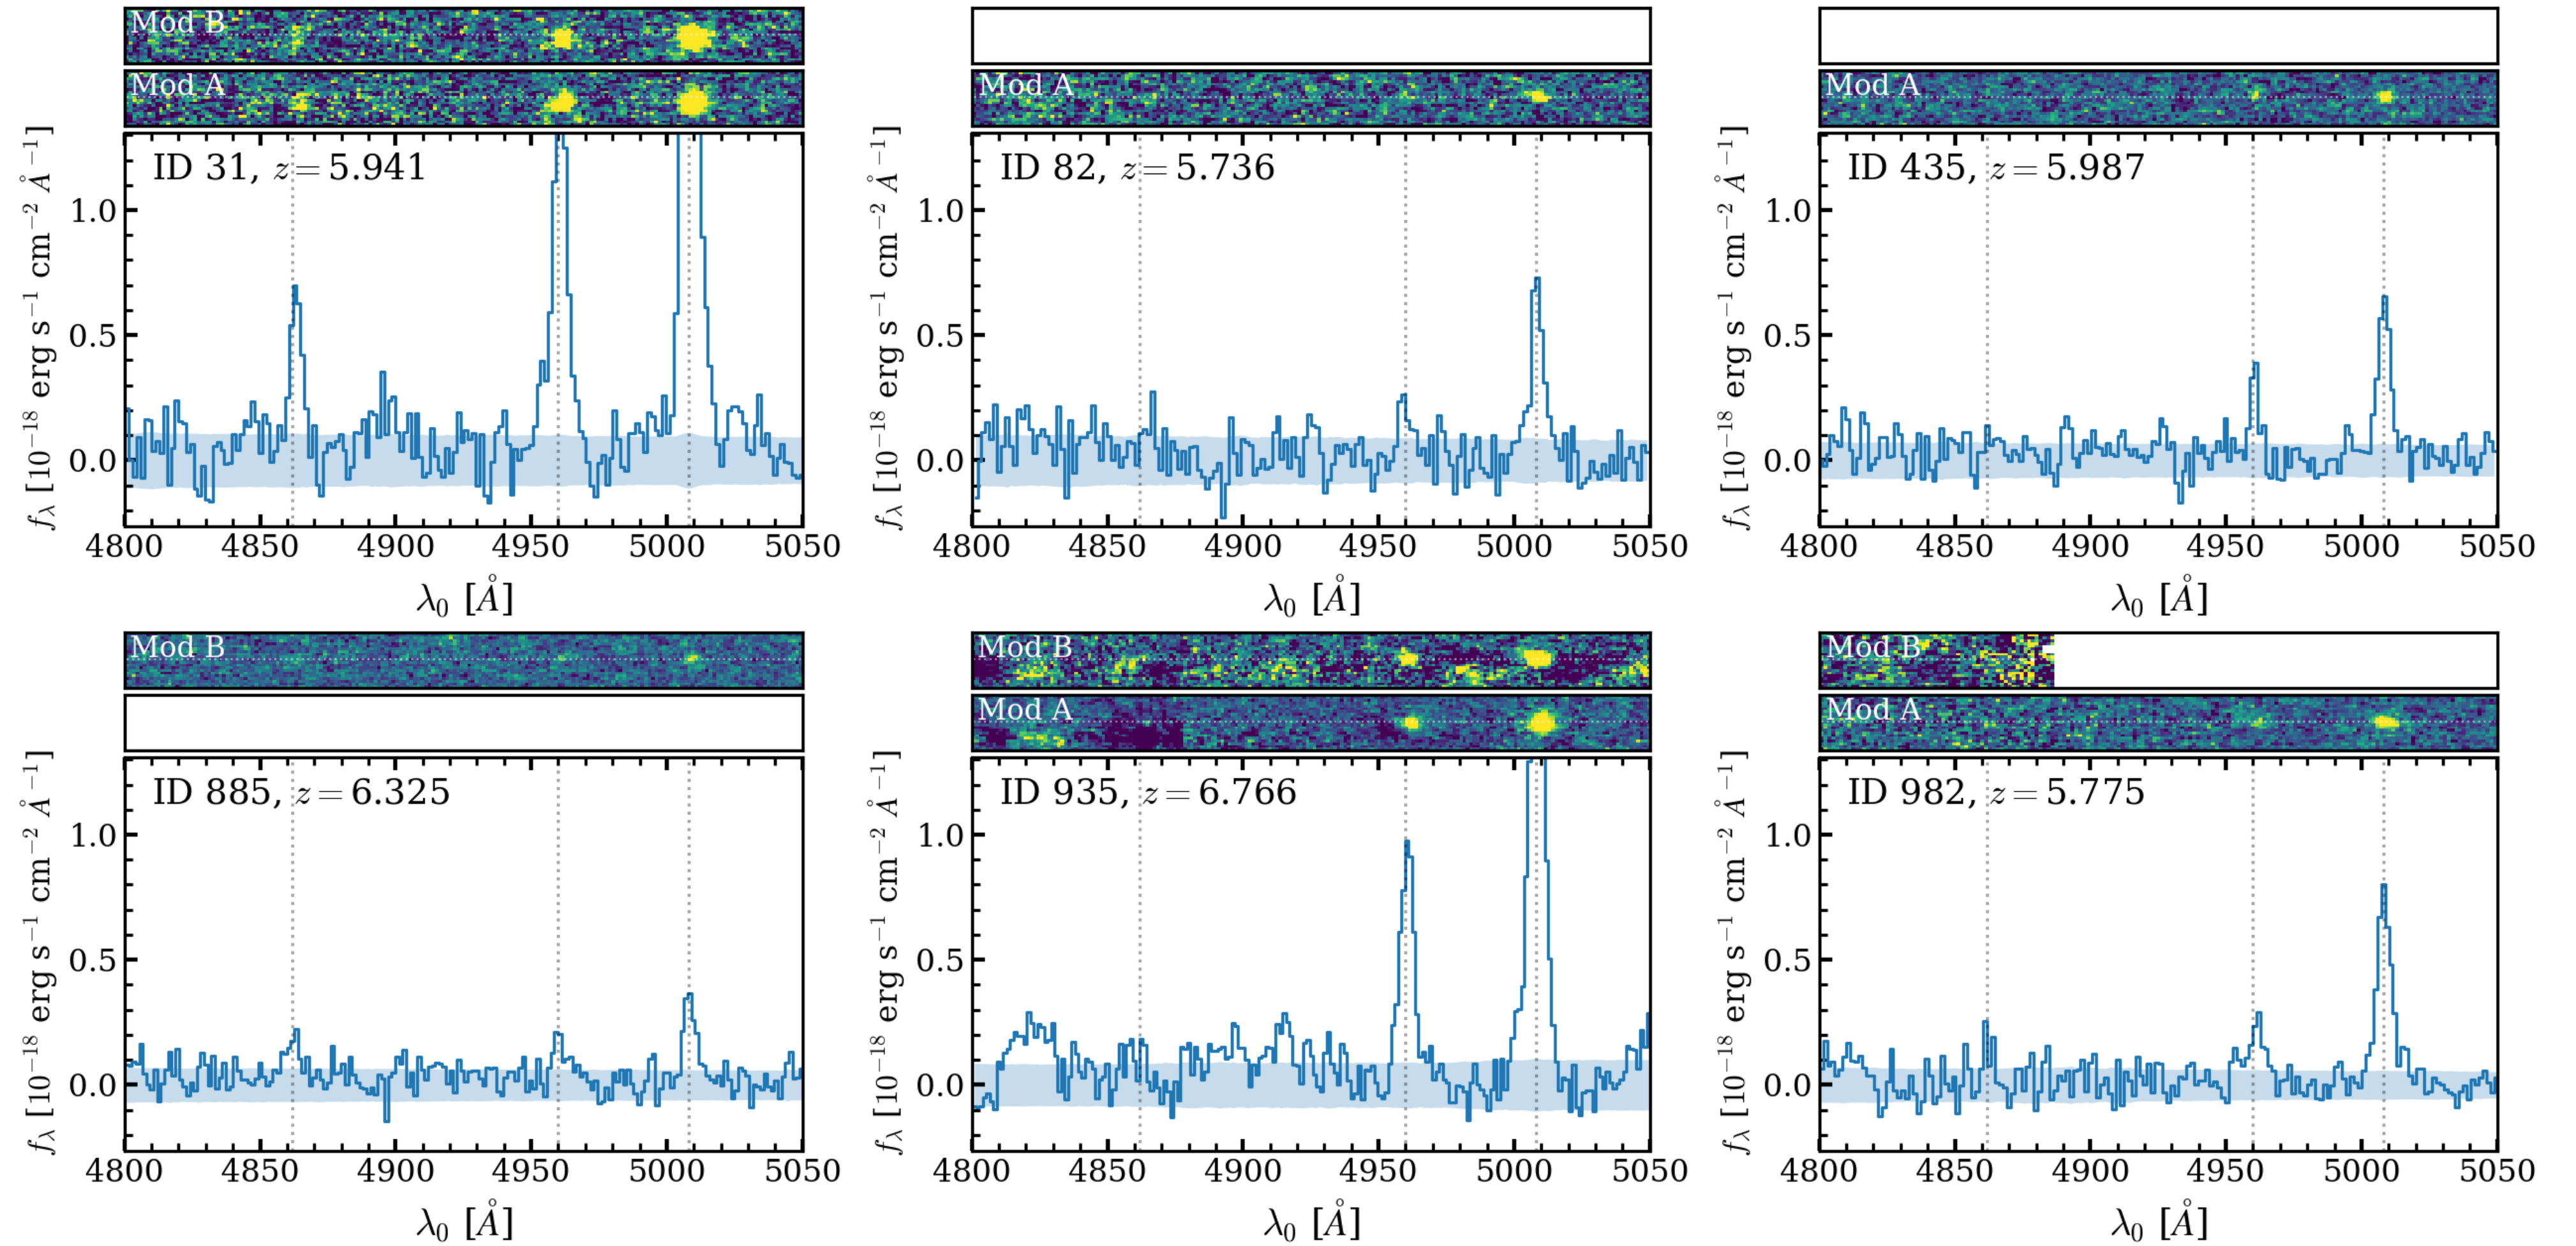 Mod B
Mod A
ID 31, z = 5.941
f_λ [10^−18 erg s^−1 cm^−2 Å^−1]
1.0
0.5
0.0
4800 4850 4900 4950 5000 5050
λ_0 [Å]
Mod A
ID 82, z = 5.736
f_λ [10^−18 erg s^−1 cm^−2 Å^−1]
1.0
0.5
0.0
4800 4850 4900 4950 5000 5050
λ_0 [Å]
Mod A
ID 435, z = 5.987
f_λ [10^−18 erg s^−1 cm^−2 Å^−1]
1.0
0.5
0.0
4800 4850 4900 4950 5000 5050
λ_0 [Å]
Mod B
ID 885, z = 6.325
f_λ [10^−18 erg s^−1 cm^−2 Å^−1]
1.0
0.5
0.0
4800 4850 4900 4950 5000 5050
λ_0 [Å]
Mod B
Mod A
ID 935, z = 6.766
f_λ [10^−18 erg s^−1 cm^−2 Å^−1]
1.0
0.5
0.0
4800 4850 4900 4950 5000 5050
λ_0 [Å]
Mod B
Mod A
ID 982, z = 5.775
f_λ [10^−18 erg s^−1 cm^−2 Å^−1]
1.0
0.5
0.0
4800 4850 4900 4950 5000 5050
λ_0 [Å]